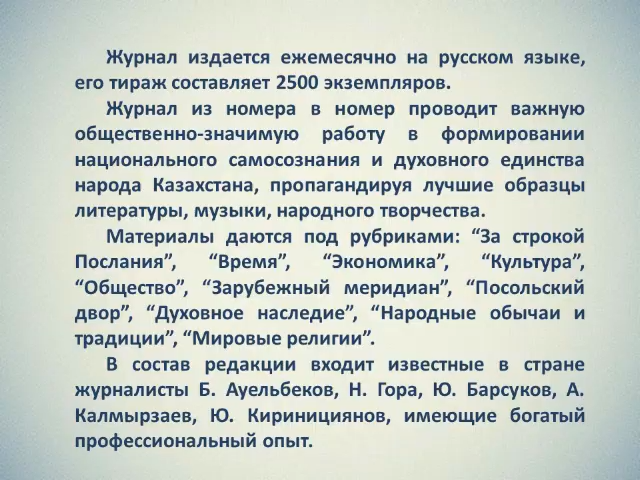 Журнал издается ежемесячно на русском языке,
его тираж составляет 2500 экземпляров.
Журнал из номера в номер проводит важную
общественно-значимую работу в формировании
национального самосознания и духовного единства
народа Казахстана, пропагандируя лучшие образцы
литературы, музыки, народного творчества.
Материалы даются под рубриками: “За строкой
Послания”, “Время”, “Экономика”, “Культура”,
“Общество”, “Зарубежный меридиан”, “Посольский
двор”, “Духовное наследие”, “Народные обычаи и
традиции”, “Мировые религии”.
В состав редакции входит известные в стране
журналисты Б. Ауельбеков, Н. Гора, Ю. Барсуков, А.
Калмырзаев, Ю. Киринициянов, имеющие богатый
профессиональный опыт.